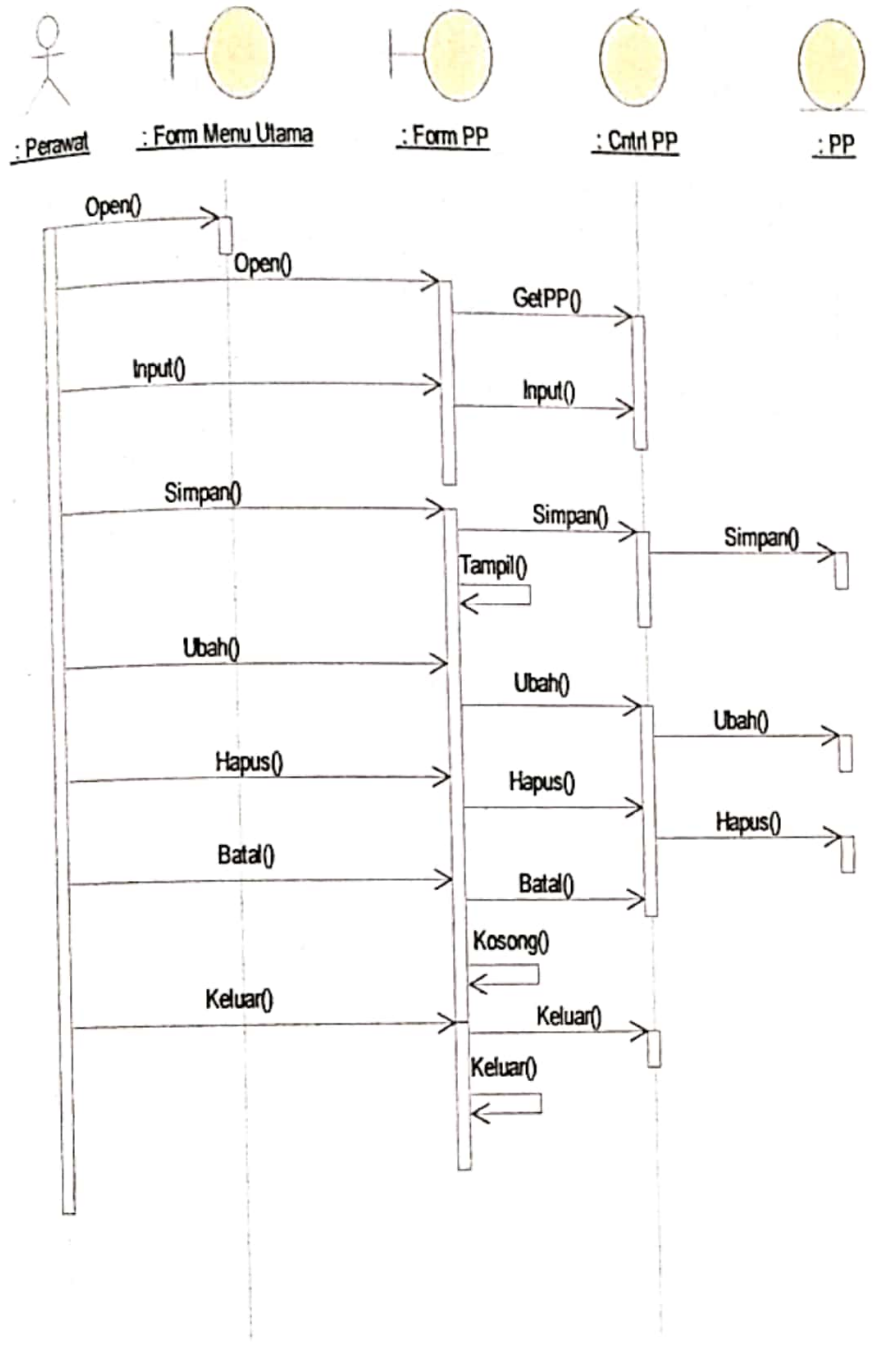 : Perawat
: Form Menu Utama
: Form PP
: Cntrl PP
: PP
Open()
Open()
GetPP()
Input()
Input()
Simpan()
Simpan()
Simpan()
Tampil()
Ubah()
Ubah()
Ubah()
Hapus()
Hapus()
Hapus()
Batal()
Batal()
Kosong()
Keluar()
Keluar()
Keluar()